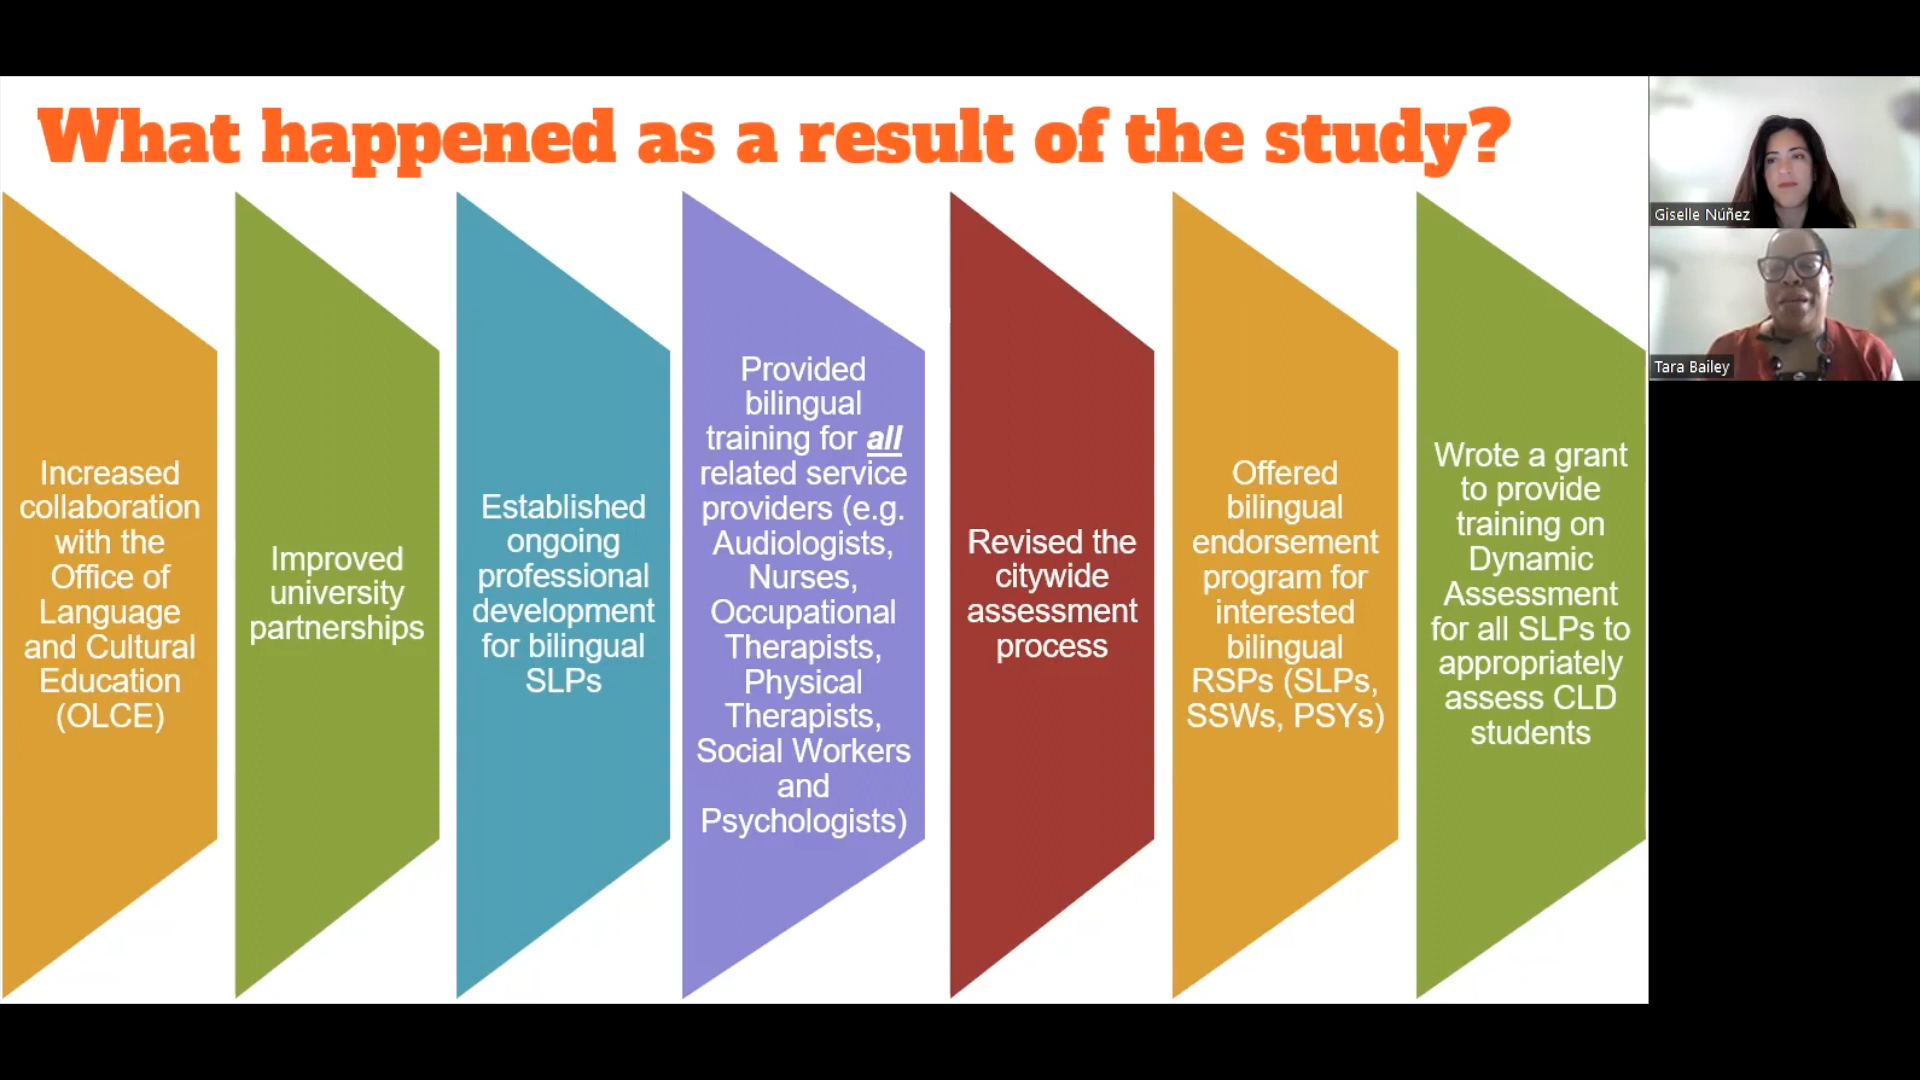 What happened as a result of the study?
Increased
collaboration
with the
Office of
Language
and Cultural
Education
(OLCE)
Improved
university
partnerships
Established
ongoing
professional
development
for bilingual
SLPs
Provided
bilingual
training for all
related service
providers (e.g.
Audiologists,
Nurses,
Occupational
Therapists,
Physical
Therapists,
Social Workers
and
Psychologists)
Revised the
citywide
assessment
process
Offered
bilingual
endorsement
program for
interested
bilingual
RSPs (SLPs,
SSWs, PSYs)
Wrote a grant
to provide
training on
Dynamic
Assessment
for all SLPs to
appropriately
assess CLD
students
Giselle Núñez
Tara Bailey